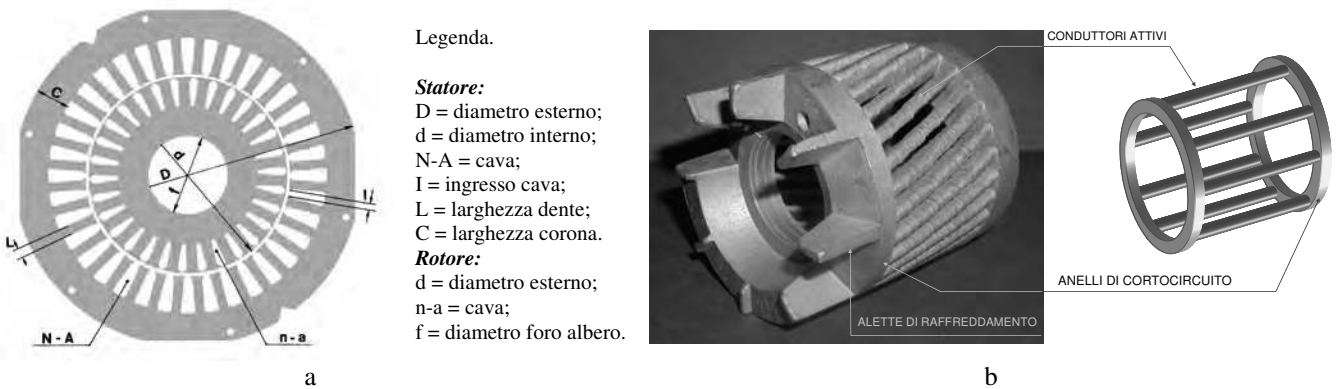 C
d
D
f
I
L
N-A
n-a
a
Legenda.
Statore:
D = diametro esterno;
d = diametro interno;
N-A = cava;
I = ingresso cava;
L = larghezza dente;
C = larghezza corona.
Rotore:
d = diametro esterno;
n-a = cava;
f = diametro foro albero.
CONDUTTORI ATTIVI
ANELLI DI CORTOCIRCUITO
ALETTE DI RAFFREDDAMENTO
b